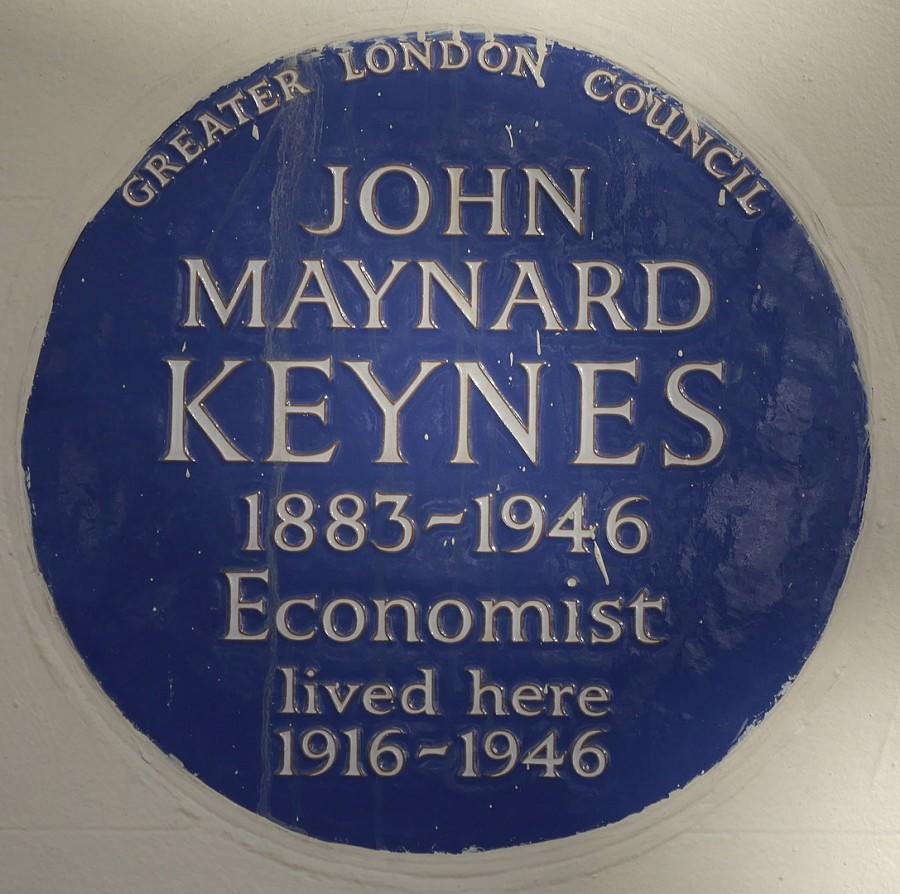 GREATER LONDON COUNCIL
JOHN
MAYNARD
KEYNES
1883~1946
Economist
lived here
1916~1946